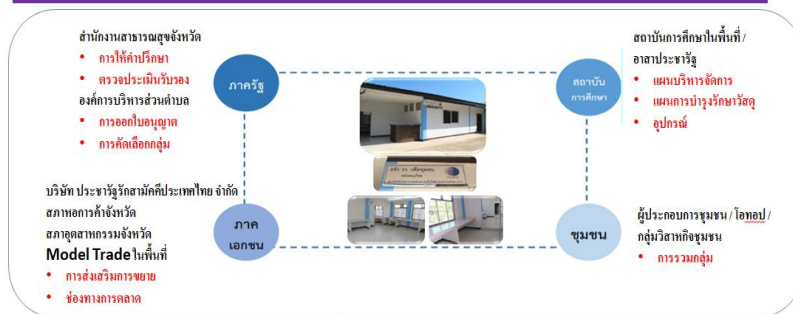 สำนักงานสาธารณสุขจังหวัด
• การให้คำปรึกษา
• ตรวจประเมินรับรอง
องค์การบริหารส่วนตำบล
• การออกใบอนุญาต
• การคัดเลือกกลุ่ม
ภาครัฐ
สถาบัน
การศึกษา
สถาบันการศึกษาในพื้นที่ /
อาสาประชารัฐ
• แผนบริหารจัดการ
• แผนการบำรุงรักษาวัสดุ
• อุปกรณ์
บริษัท ประชารัฐรักสามัคคีประเทศไทย จำกัด
สภาหอการค้าจังหวัด
สภาอุตสาหกรรมจังหวัด
Model Trade ในพื้นที่
• การส่งเสริมการขยาย
• ช่องทางการตลาด
ภาค
เอกชน
ชุมชน
ผู้ประกอบการชุมชน / โอทอป /
กลุ่มวิสาหกิจชุมชน
• การรวมกลุ่ม